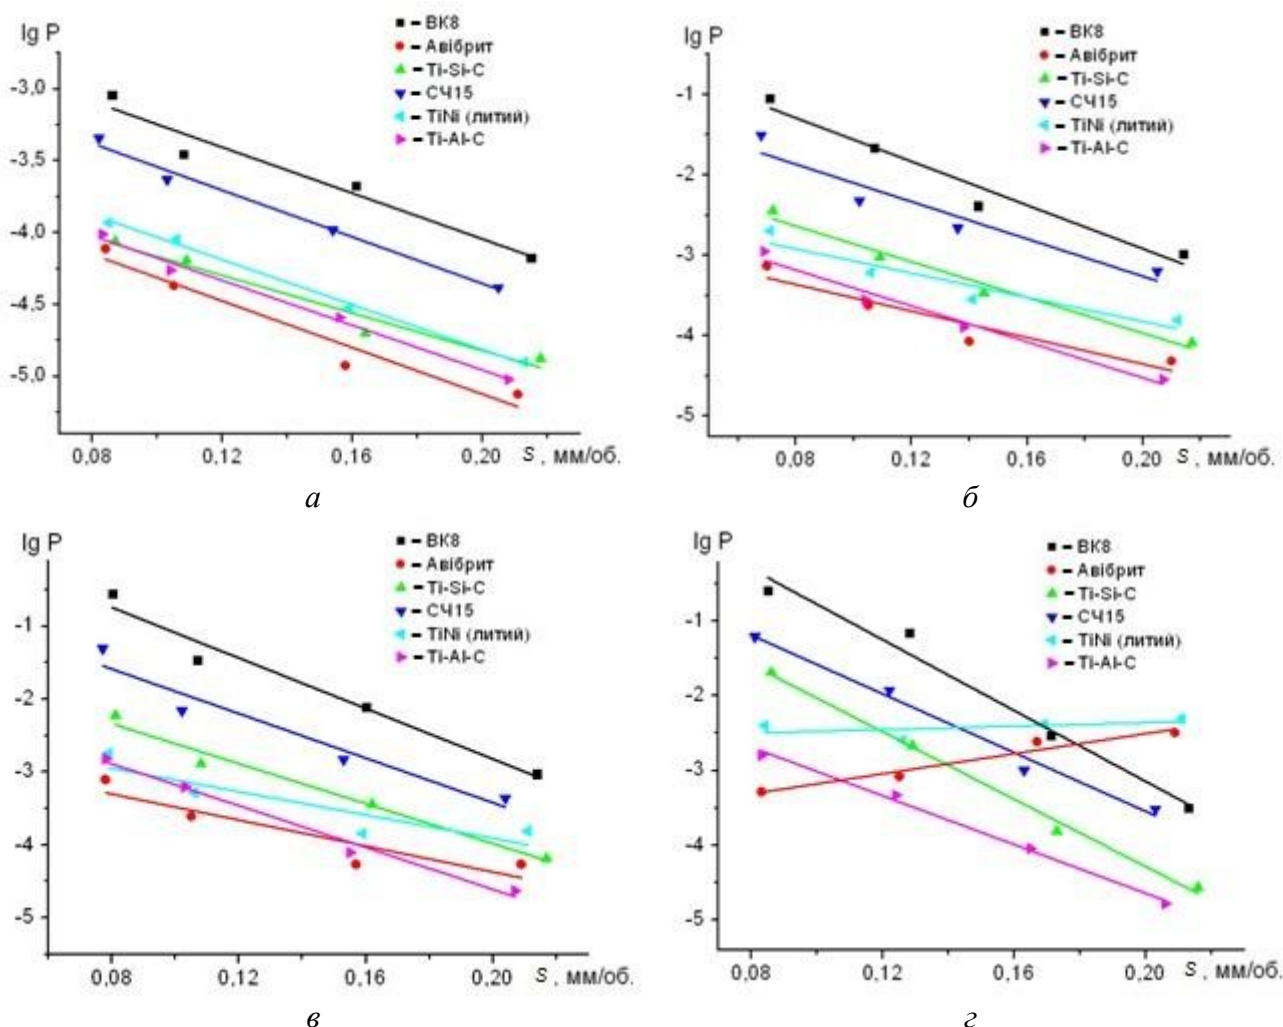 lg P
- ВК8
- Авібрит
- Ti-Si-C
- СЧ15
- TiNi (литий)
- Ti-Al-C
-3.0
-3.5
-4.0
-4.5
-5.0
0,08 0,12 0,16 0,20 S , мм/об.
а
lg P
- ВК8
- Авібрит
- Ti-Si-C
- СЧ15
- TiNi (литий)
- Ti-Al-C
-1
-2
-3
-4
-5
0,08 0,12 0,16 0,20 S , мм/об.
б
lg P
- ВК8
- Авібрит
- Ti-Si-C
- СЧ15
- TiNi (литий)
- Ti-Al-C
-1
-2
-3
-4
-5
0,08 0,12 0,16 0,20 S , мм/об.
в
lg P
- ВК8
- Авібрит
- Ti-Si-C
- СЧ15
- TiNi (литий)
- Ti-Al-C
-1
-2
-3
-4
-5
0,08 0,12 0,16 0,20 S , мм/об.
г